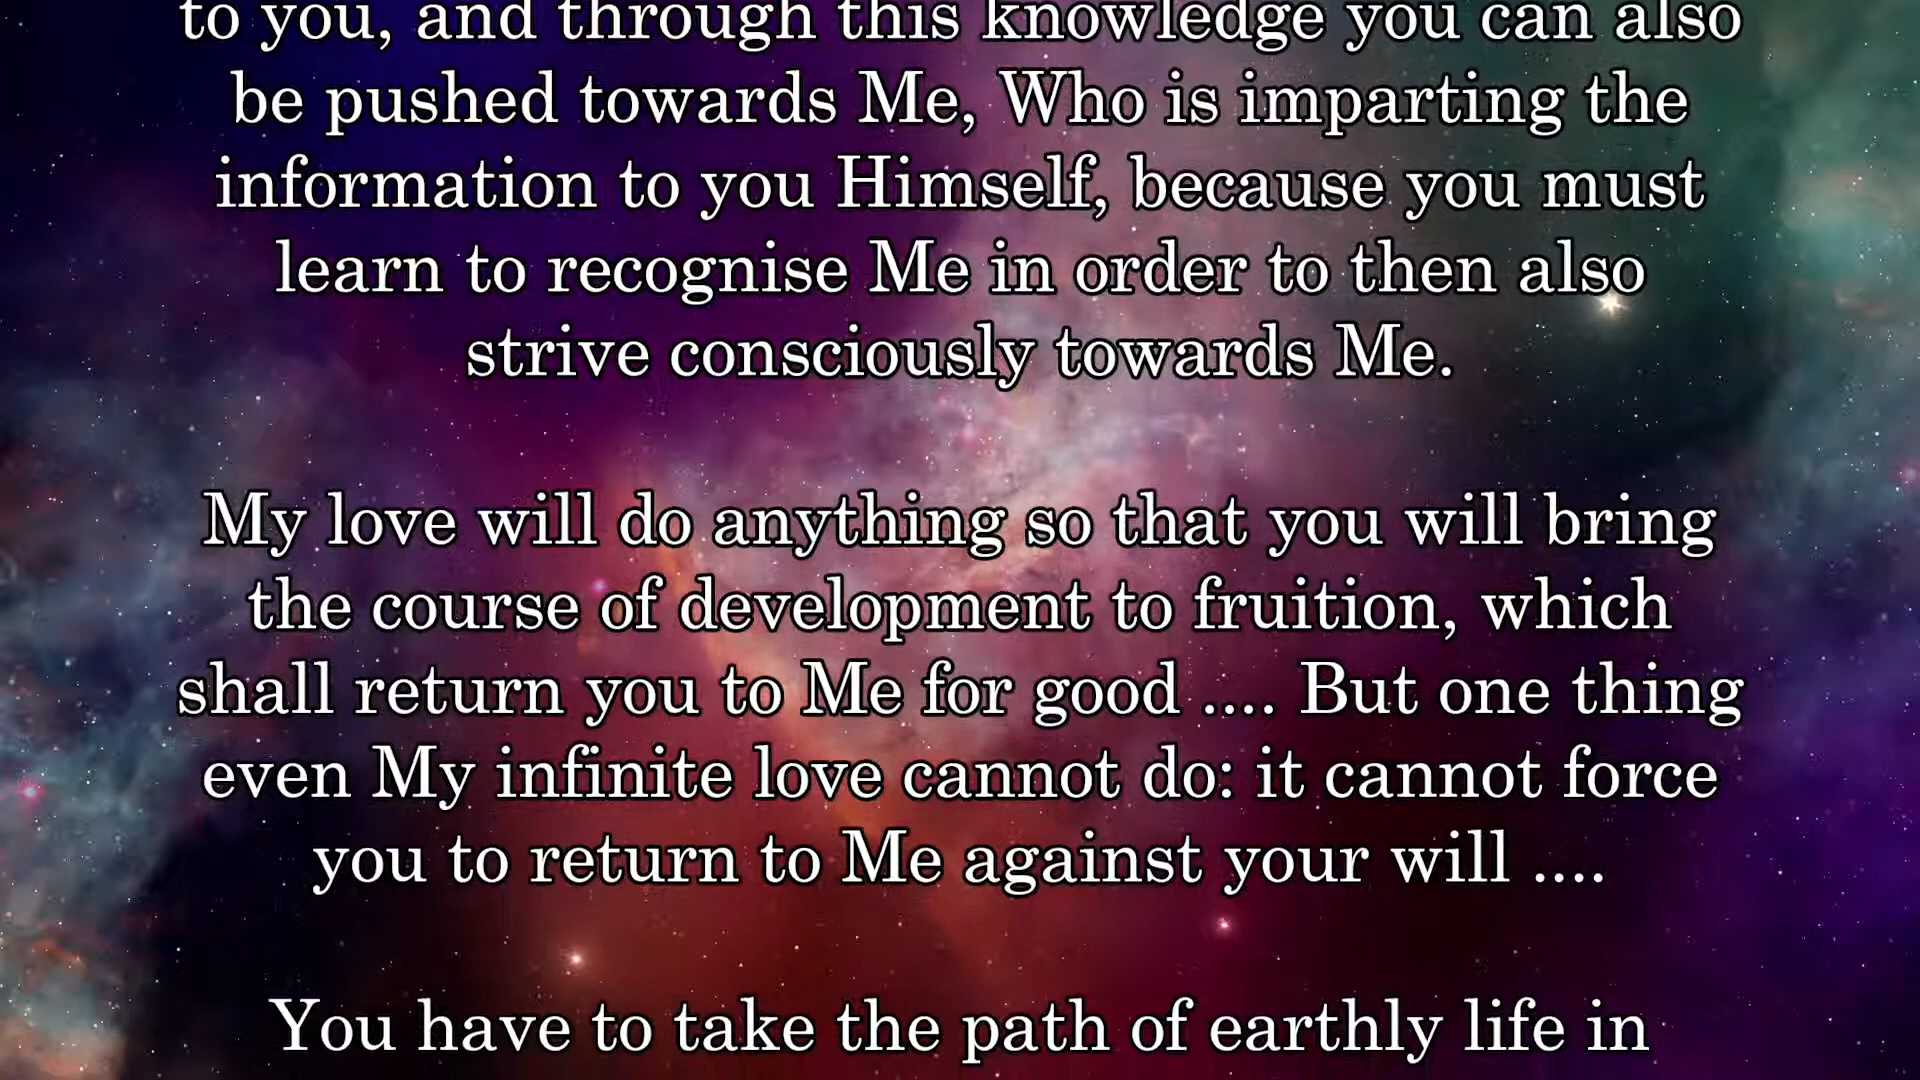 to you, and through this knowledge you can also
be pushed towards Me, Who is imparting the
information to you Himself, because you must
learn to recognise Me in order to then also
strive consciously towards Me.
My love will do anything so that you will bring
the course of development to fruition, which
shall return you to Me for good .... But one thing
even My infinite love cannot do: it cannot force
you to return to Me against your will ....
You have to take the path of earthly life in